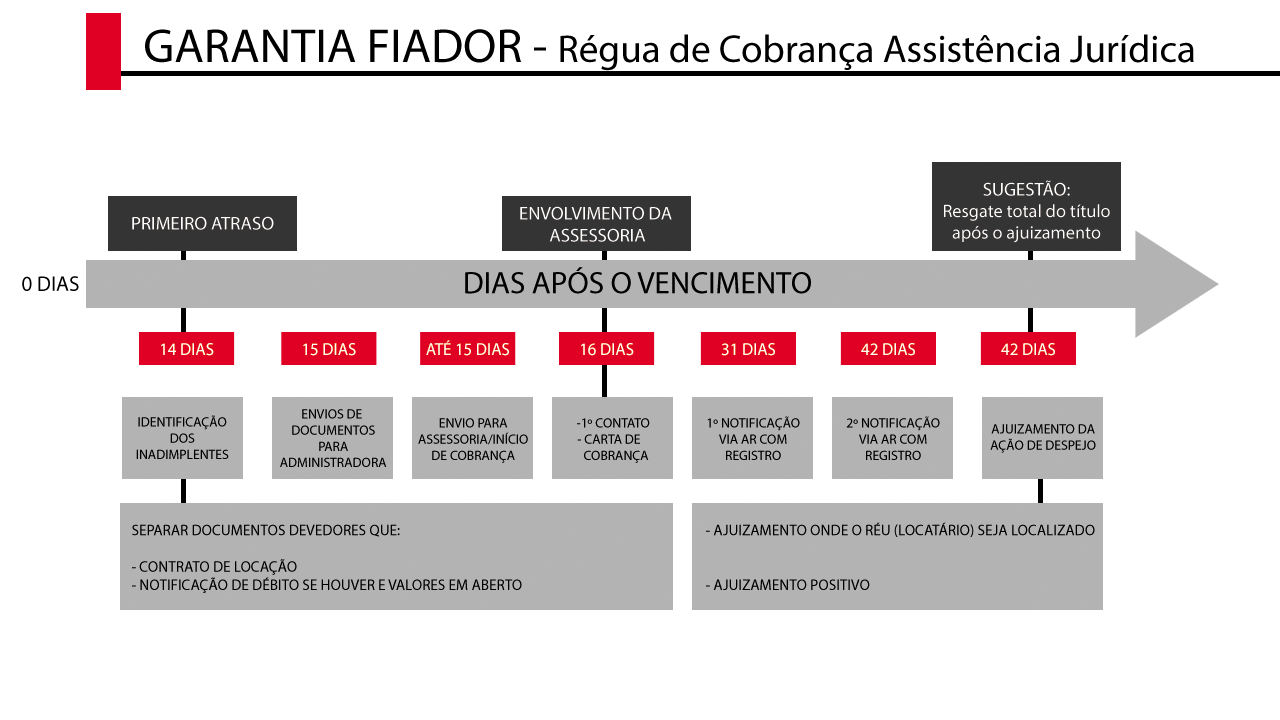 GARANTIA FIADOR - Régua de Cobrança Assistência Jurídica
PRIMEIRO ATRASO
ENVOLVIMENTO DA
ASSESSORIA
SUGESTÃO:
Resgate total do título
após o ajuizamento
0 DIAS
DIAS APÓS O VENCIMENTO
14 DIAS
15 DIAS
ATÉ 15 DIAS
16 DIAS
31 DIAS
42 DIAS
42 DIAS
IDENTIFICAÇÃO
DOS
INADIMPLENTES
ENVIOS DE
DOCUMENTOS
PARA
ADMINISTRADORA
ENVIO PARA
ASSESSORIA/INÍCIO
DE COBRANÇA
-1º CONTATO
- CARTA DE
COBRANÇA
1º NOTIFICAÇÃO
VIA AR COM
REGISTRO
2º NOTIFICAÇÃO
VIA AR COM
REGISTRO
AJUIZAMENTO DA
AÇÃO DE DESPEJO
SEPARAR DOCUMENTOS DEVEDORES QUE:
- CONTRATO DE LOCAÇÃO
- NOTIFICAÇÃO DE DÉBITO SE HOUVER E VALORES EM ABERTO
- AJUIZAMENTO ONDE O RÉU (LOCATÁRIO) SEJA LOCALIZADO
- AJUIZAMENTO POSITIVO